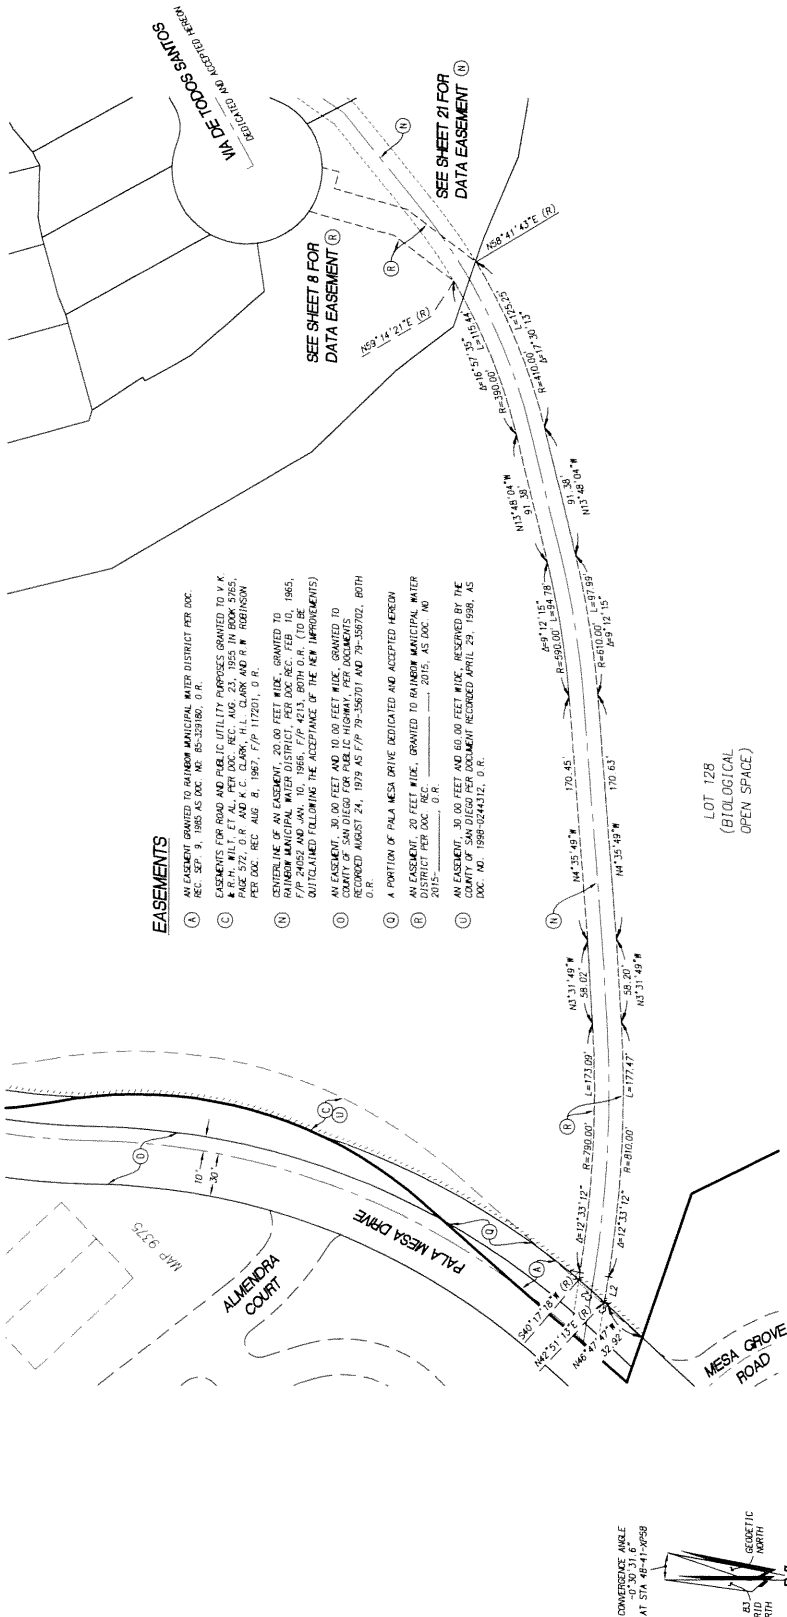 VIA DE TODOS SANTOS
DEDICATED AND ACCEPTED HEREON
SEE SHEET 8 FOR
DATA EASEMENT R
SEE SHEET 21 FOR
DATA EASEMENT N
N
R
N59°14'21"E (R)
N58°41'43"E (R)
Δ=16°57'35"
L=115.44'
R=390.00'
L=125.25'
Δ=17°30'13"
R=410.00'
N13°48'04"W
91.38'
91.38'
N13°48'04"W
Δ=9°12'15"
R=590.00' L=94.78'
R=610.00' L=97.99'
Δ=9°12'15"
170.45'
N4°35'49"W
170.63'
N4°35'49"W
N
N3°31'49"W
58.02'
58.20'
N3°31'49"W
L=173.09'
R=790.00'
Δ=12°33'12"
R
L=177.47'
R=810.00'
Δ=12°33'12"
L2
S40°17'18"W (R)
N42°51'13"E (R)
N46°47'47"W
32.92'
EASEMENTS
A AN EASEMENT GRANTED TO RAINBOW MUNICIPAL WATER DISTRICT PER DOC.
REC. SEP. 9, 1985 AS DOC. NO. 85-329180, O.R.
C EASEMENTS FOR ROAD AND PUBLIC UTILITY PURPOSES GRANTED TO V.K.
& R.H. WILT, ET AL, PER DOC. REC. AUG. 23, 1955 IN BOOK 5765,
PAGE 572, O.R. AND K.C. CLARK, H.L. CLARK AND R.W. ROBINSON
PER DOC. REC AUG 8, 1967, F/P 117201, O.R.
N CENTERLINE OF AN EASEMENT, 20.00 FEET WIDE, GRANTED TO
RAINBOW MUNICIPAL WATER DISTRICT, PER DOC REC. FEB 10, 1965,
F/P 24052 AND JAN. 10, 1966, F/P 4213, BOTH O.R. (TO BE
QUITCLAIMED FOLLOWING THE ACCEPTANCE OF THE NEW IMPROVEMENTS)
O AN EASEMENT, 30.00 FEET AND 10.00 FEET WIDE, GRANTED TO
COUNTY OF SAN DIEGO FOR PUBLIC HIGHWAY, PER DOCUMENTS
RECORDED AUGUST 24, 1979 AS F/P 79-356701 AND 79-356702, BOTH
O.R.
Q A PORTION OF PALA MESA DRIVE DEDICATED AND ACCEPTED HEREON
R AN EASEMENT, 20 FEET WIDE, GRANTED TO RAINBOW MUNICIPAL WATER
DISTRICT PER DOC. REC. ________, 2015, AS DOC. NO
2015-________, O.R.
U AN EASEMENT, 30.00 FEET AND 60.00 FEET WIDE, RESERVED BY THE
COUNTY OF SAN DIEGO PER DOCUMENT RECORDED APRIL 29, 1998, AS
DOC. NO. 1998-0244312, O.R.
LOT 128
(BIOLOGICAL
OPEN SPACE)
O
10'
30'
C
U
Q
A
MAP 9375
PALA MESA DRIVE
ALMENDRA
COURT
MESA GROVE
ROAD
CONVERGENCE ANGLE
-0°30'31.6"
AT STA 4B-41-XP58
GEODETIC
NORTH
83